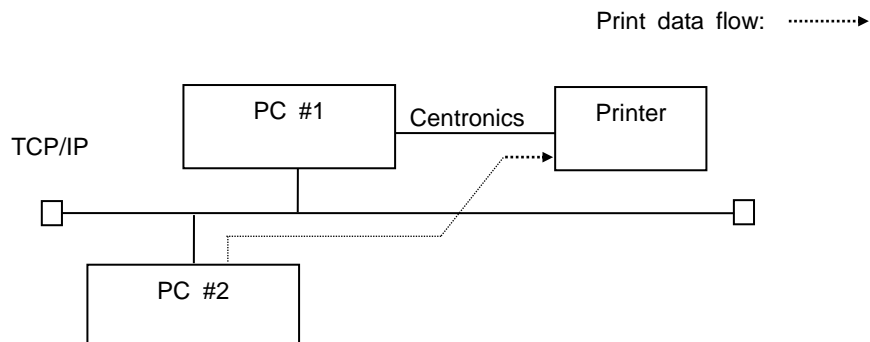 Print data flow:
PC #1
Centronics
Printer
TCP/IP
PC #2